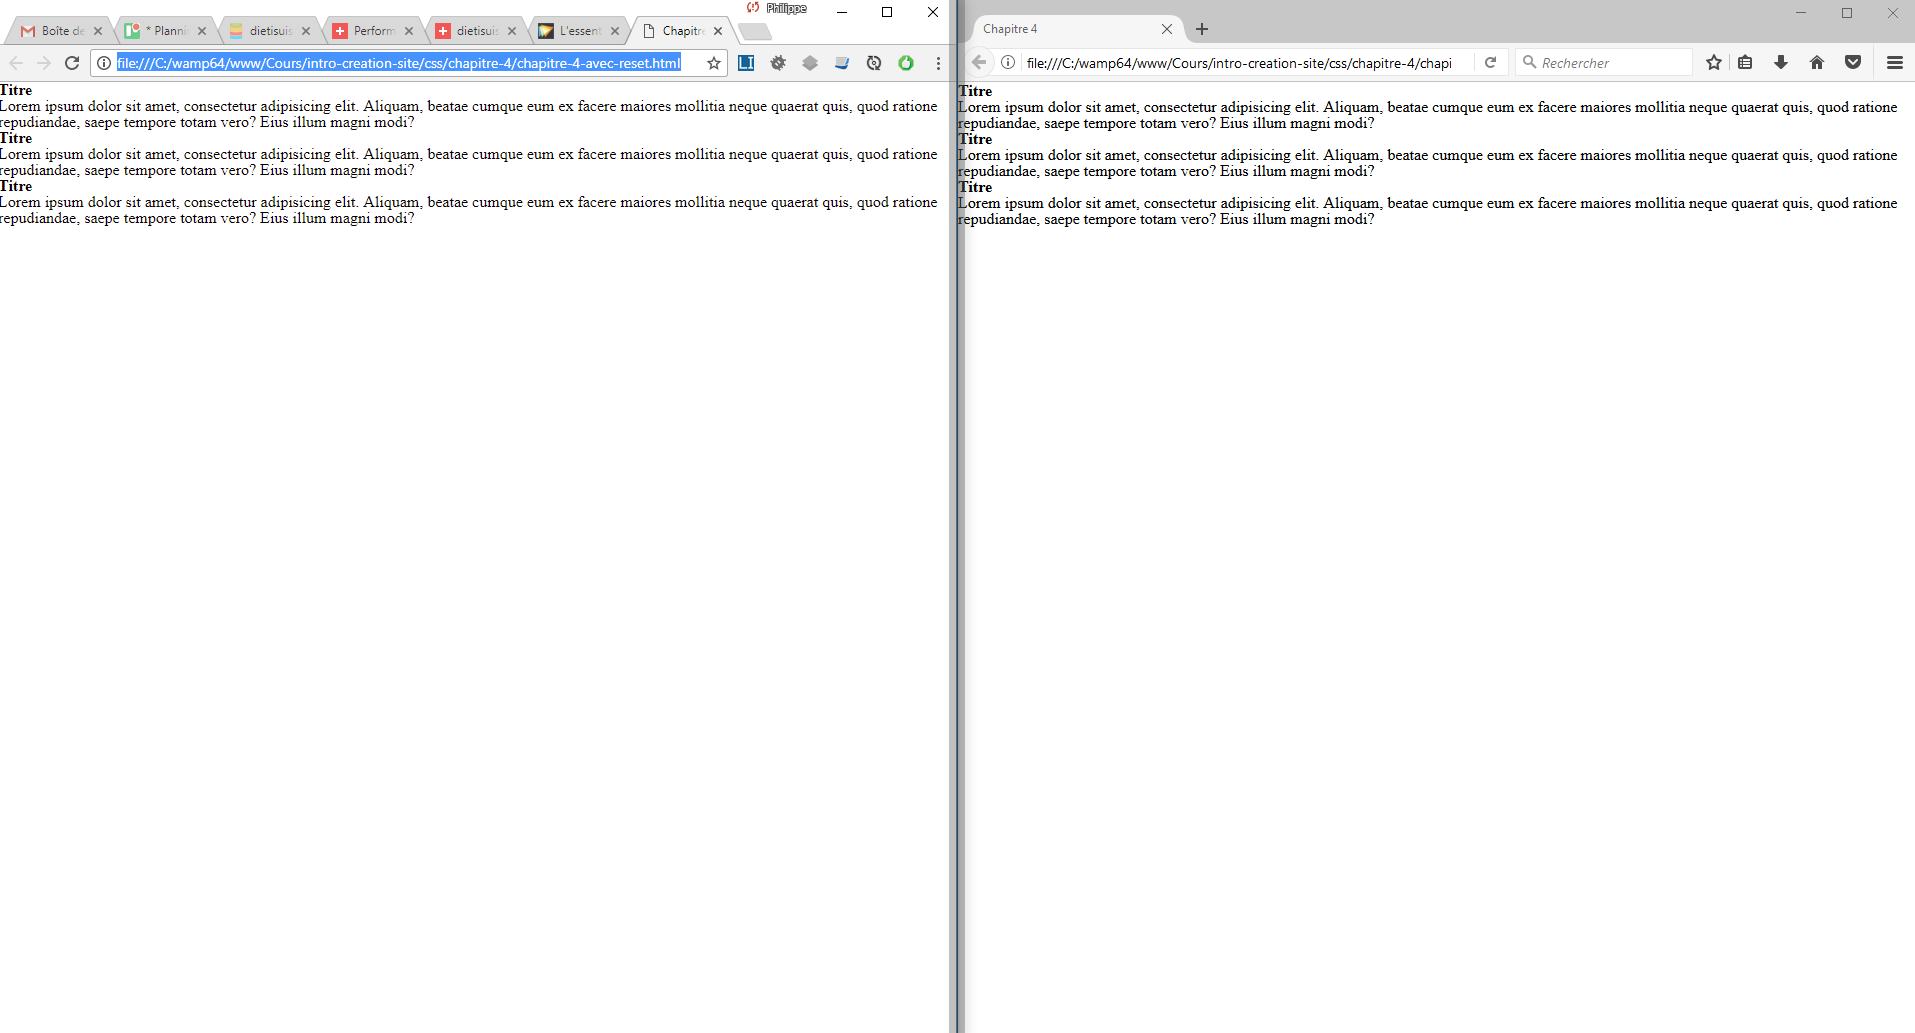 Philippe
Boîte de
* Planni
dietisuis
Perform
dietisuis
L'essent
Chapitre
file:///C:/wamp64/www/Cours/intro-creation-site/css/chapitre-4/chapitre-4-avec-reset.html
LI
Titre
Lorem ipsum dolor sit amet, consectetur adipisicing elit. Aliquam, beatae cumque eum ex facere maiores mollitia neque quaerat quis, quod ratione
repudiandae, saepe tempore totam vero? Eius illum magni modi?
Titre
Lorem ipsum dolor sit amet, consectetur adipisicing elit. Aliquam, beatae cumque eum ex facere maiores mollitia neque quaerat quis, quod ratione
repudiandae, saepe tempore totam vero? Eius illum magni modi?
Titre
Lorem ipsum dolor sit amet, consectetur adipisicing elit. Aliquam, beatae cumque eum ex facere maiores mollitia neque quaerat quis, quod ratione
repudiandae, saepe tempore totam vero? Eius illum magni modi?
Chapitre 4
file:///C:/wamp64/www/Cours/intro-creation-site/css/chapitre-4/chapi
Rechercher
Titre
Lorem ipsum dolor sit amet, consectetur adipisicing elit. Aliquam, beatae cumque eum ex facere maiores mollitia neque quaerat quis, quod ratione
repudiandae, saepe tempore totam vero? Eius illum magni modi?
Titre
Lorem ipsum dolor sit amet, consectetur adipisicing elit. Aliquam, beatae cumque eum ex facere maiores mollitia neque quaerat quis, quod ratione
repudiandae, saepe tempore totam vero? Eius illum magni modi?
Titre
Lorem ipsum dolor sit amet, consectetur adipisicing elit. Aliquam, beatae cumque eum ex facere maiores mollitia neque quaerat quis, quod ratione
repudiandae, saepe tempore totam vero? Eius illum magni modi?